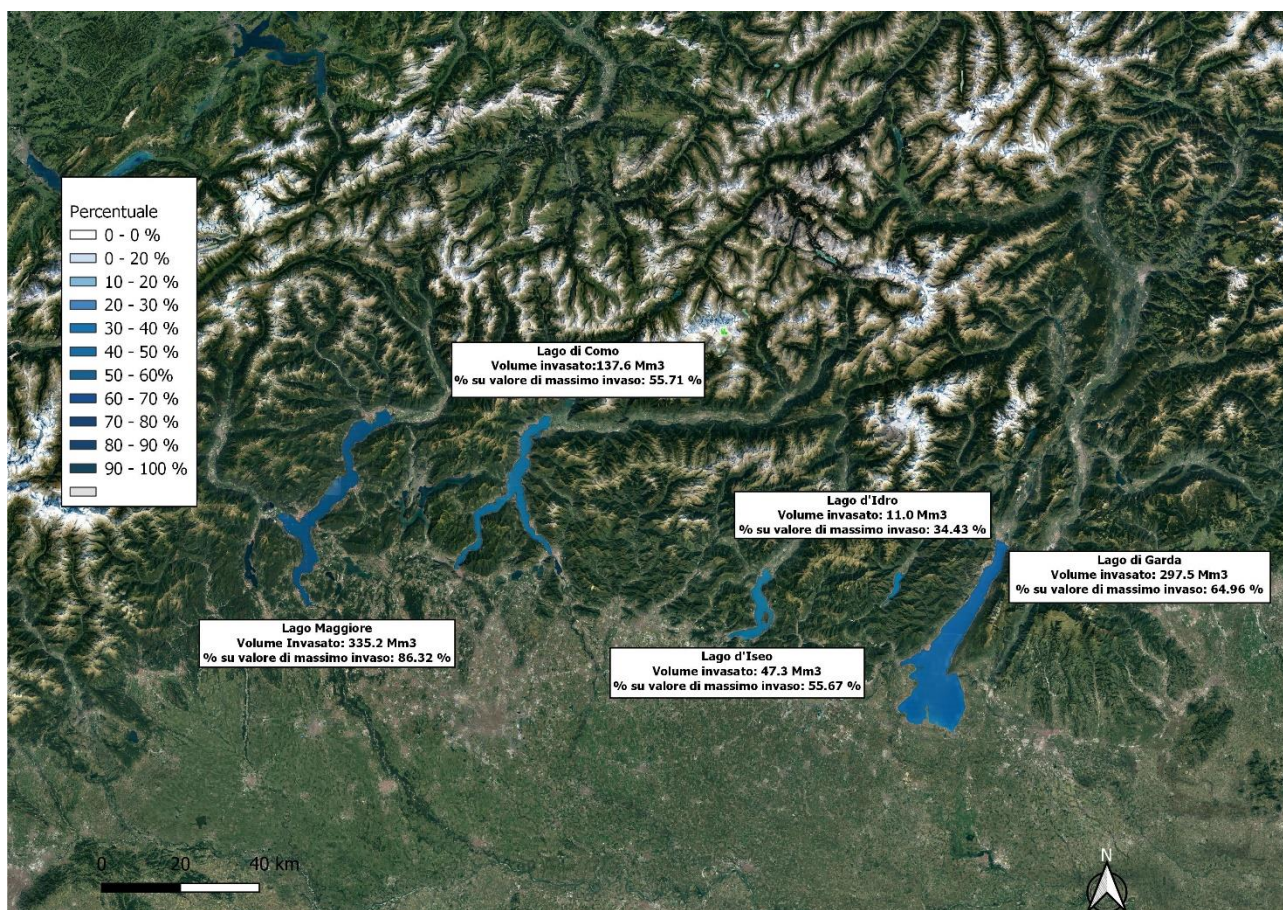 Percentuale
0 - 0 %
0 - 20 %
10 - 20 %
20 - 30 %
30 - 40 %
40 - 50 %
50 - 60%
60 - 70 %
70 - 80 %
80 - 90 %
90 - 100 %
Lago di Como
Volume invasato:137.6 Mm3
% su valore di massimo invaso: 55.71 %
Lago d'Idro
Volume invasato: 11.0 Mm3
% su valore di massimo invaso: 34.43 %
Lago di Garda
Volume invasato: 297.5 Mm3
% su valore di massimo invaso: 64.96 %
Lago Maggiore
Volume Invasato: 335.2 Mm3
% su valore di massimo invaso: 86.32 %
Lago d'Iseo
Volume invasato: 47.3 Mm3
% su valore di massimo invaso: 55.67 %
0 20 40 km
N